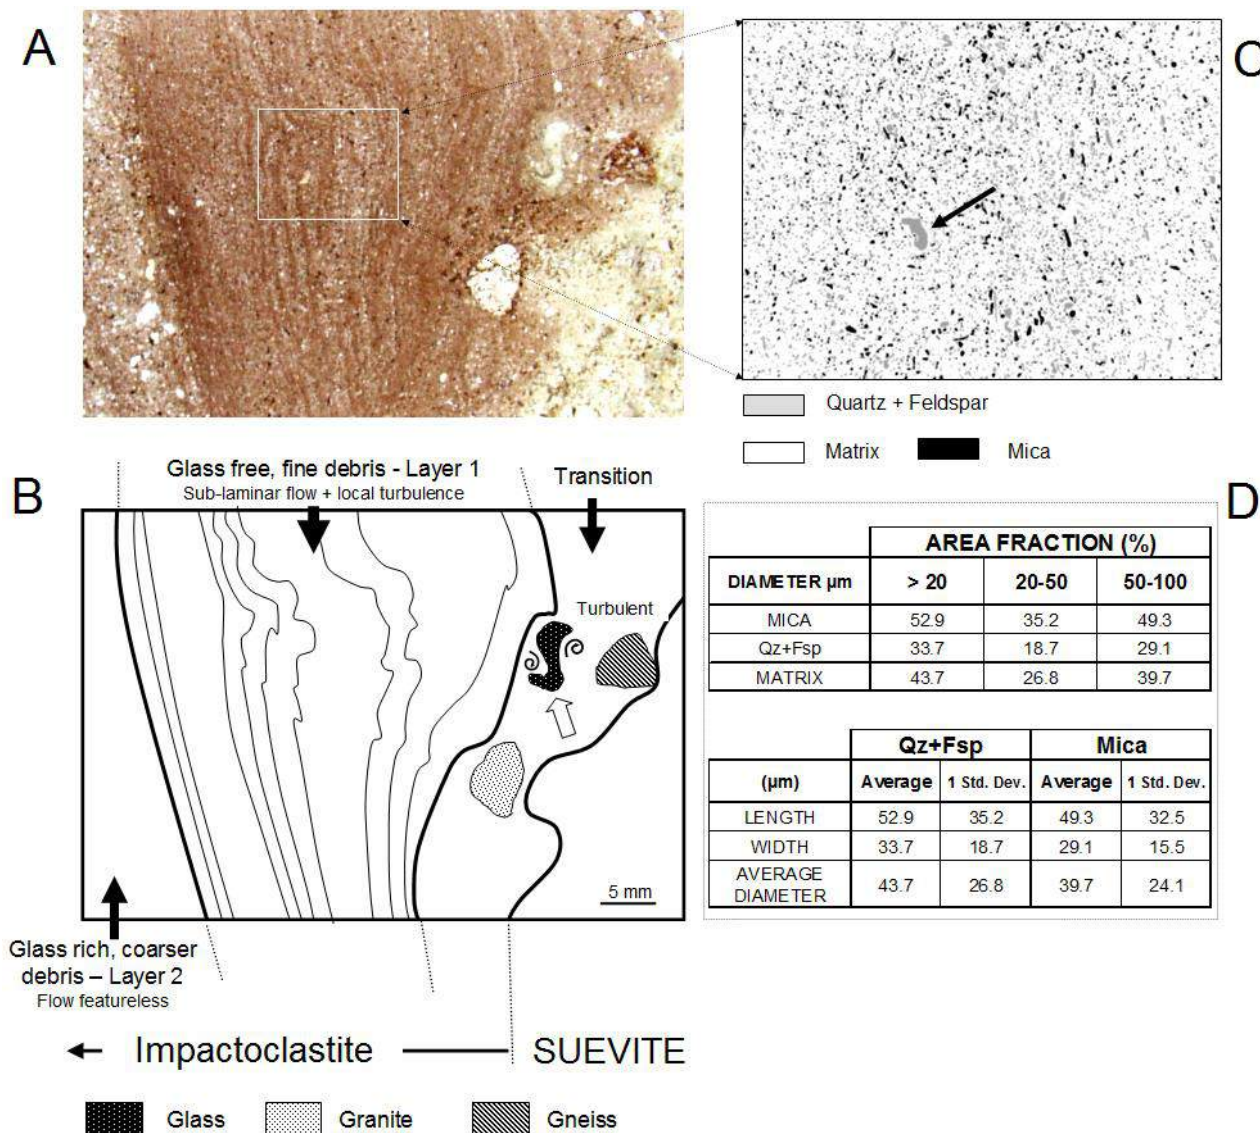 A
C
Quartz + Feldspar
Matrix
Mica
B
Glass free, fine debris - Layer 1
Sub-laminar flow + local turbulence
Transition
Turbulent
5 mm
Glass rich, coarser
debris – Layer 2
Flow featureless
Impactoclastite
SUEVITE
Glass
Granite
Gneiss
D
AREA FRACTION (%)
DIAMETER µm > 20 20-50 50-100
MICA 52.9 35.2 49.3
Qz+Fsp 33.7 18.7 29.1
MATRIX 43.7 26.8 39.7
Qz+Fsp Mica
(µm) Average 1 Std. Dev. Average 1 Std. Dev.
LENGTH 52.9 35.2 49.3 32.5
WIDTH 33.7 18.7 29.1 15.5
AVERAGE
DIAMETER 43.7 26.8 39.7 24.1